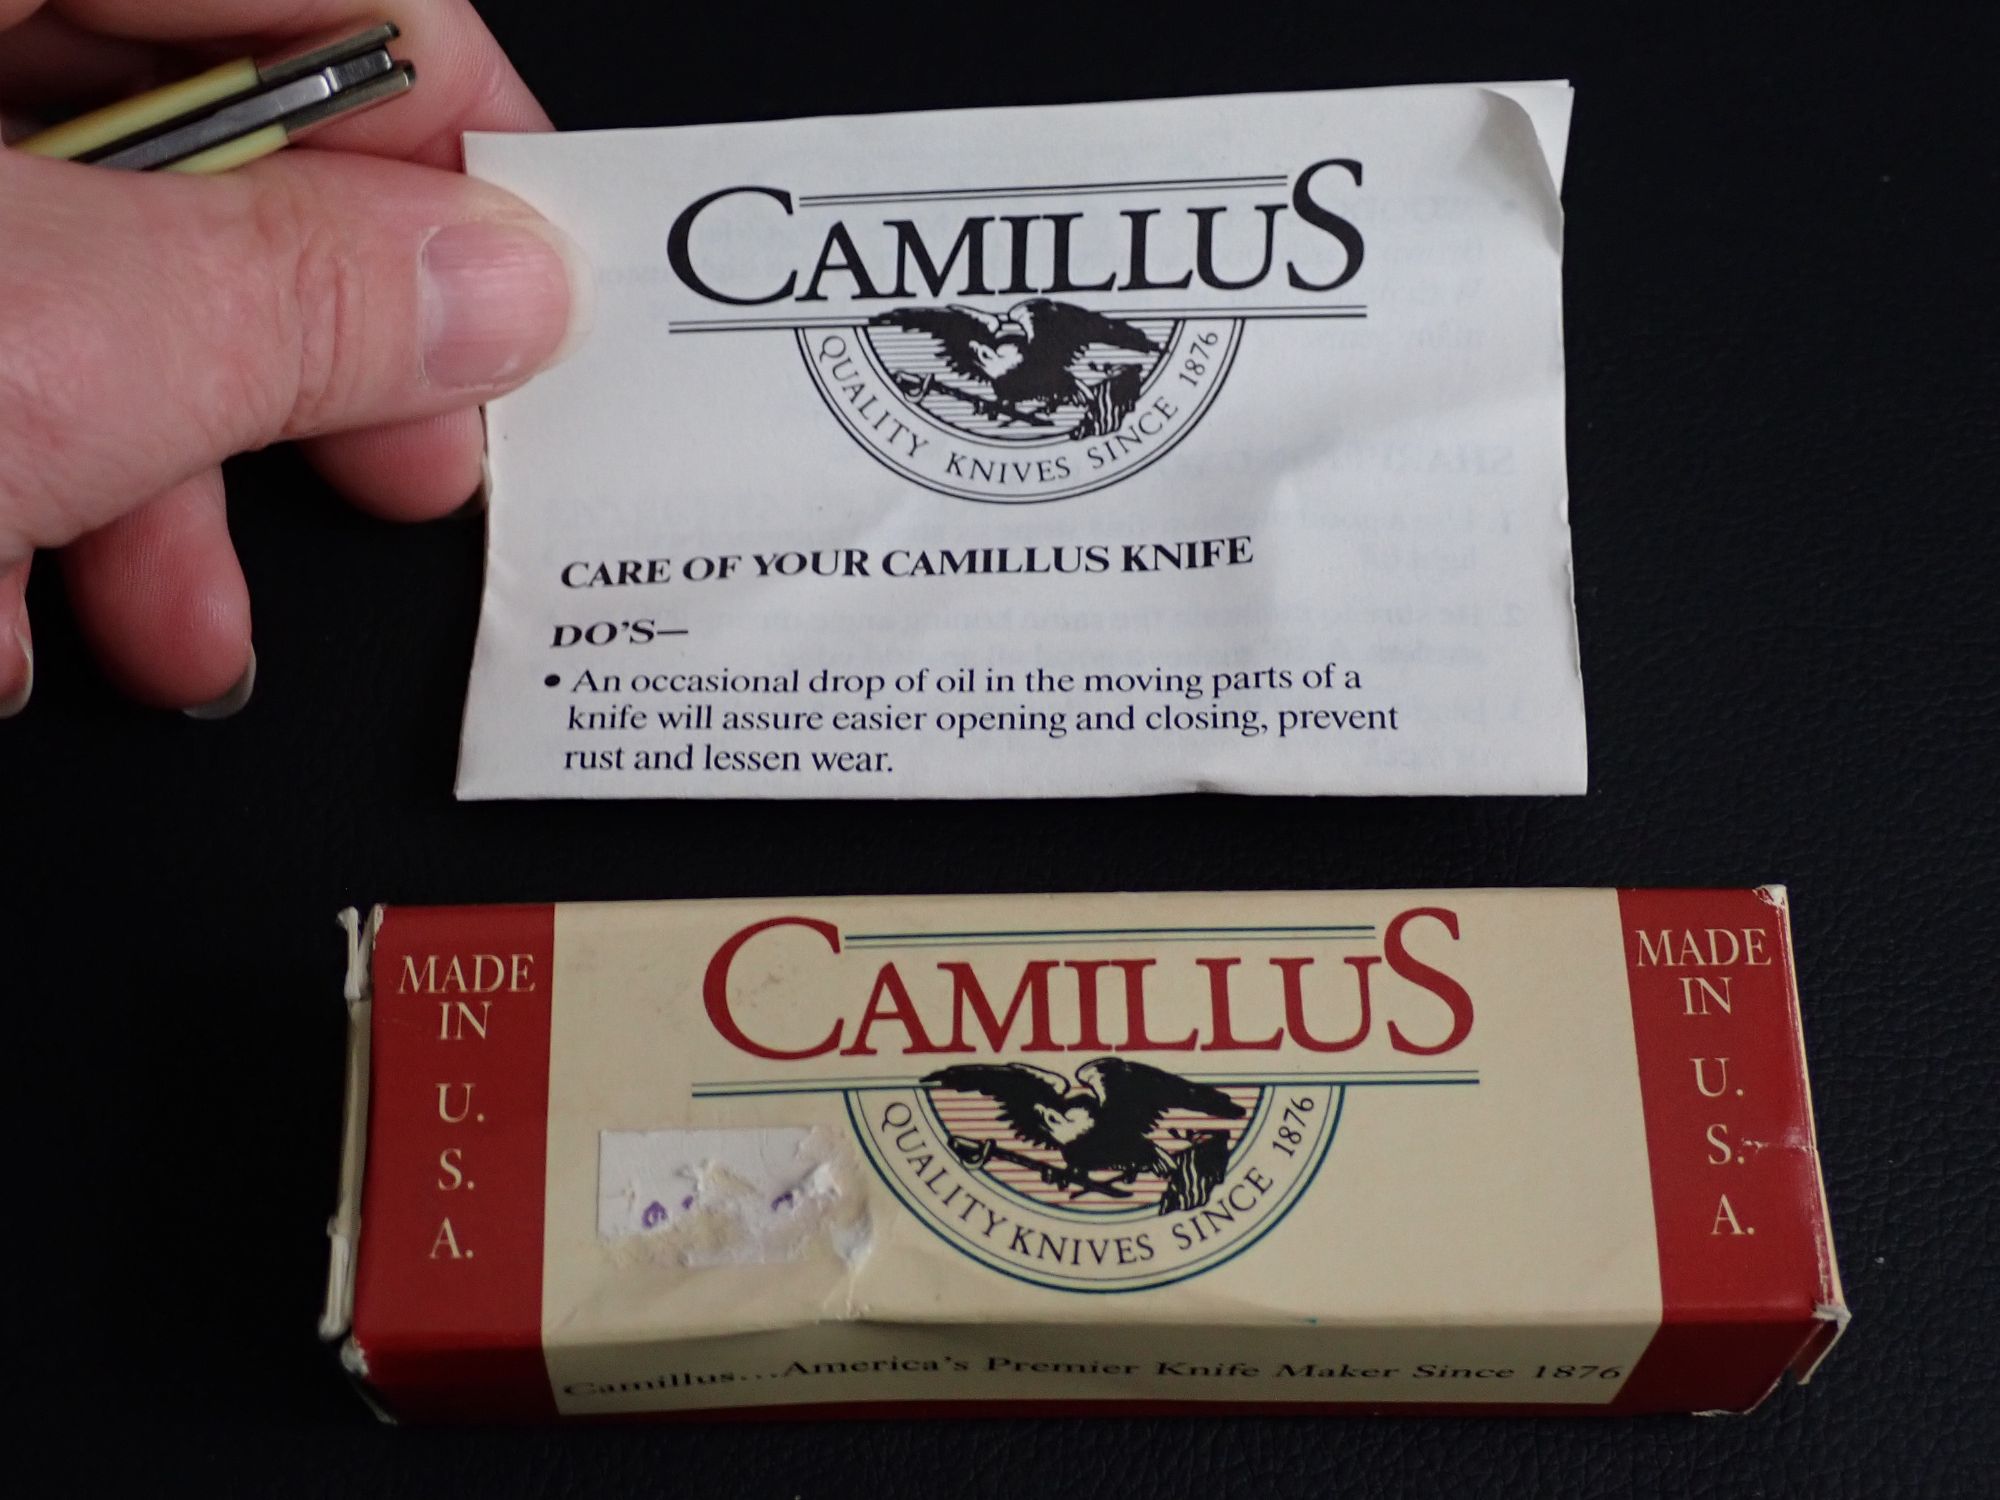 CAMILLUS
QUALITY KNIVES SINCE 1876
CARE OF YOUR CAMILLUS KNIFE
DO'S—
• An occasional drop of oil in the moving parts of a
knife will assure easier opening and closing, prevent
rust and lessen wear.
MADE
IN
U.
S.
A.
CAMILLUS
QUALITY KNIVES SINCE 1876
MADE
IN
U.
S.
A.
Camillus...America's Premier Knife Maker Since 1876